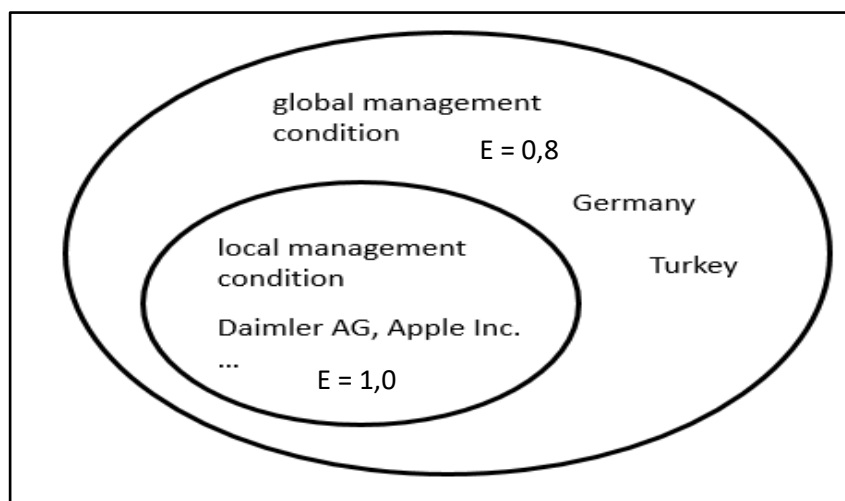 global management
condition
E = 0,8
Germany
Turkey
local management
condition
Daimler AG, Apple Inc.
...
E = 1,0